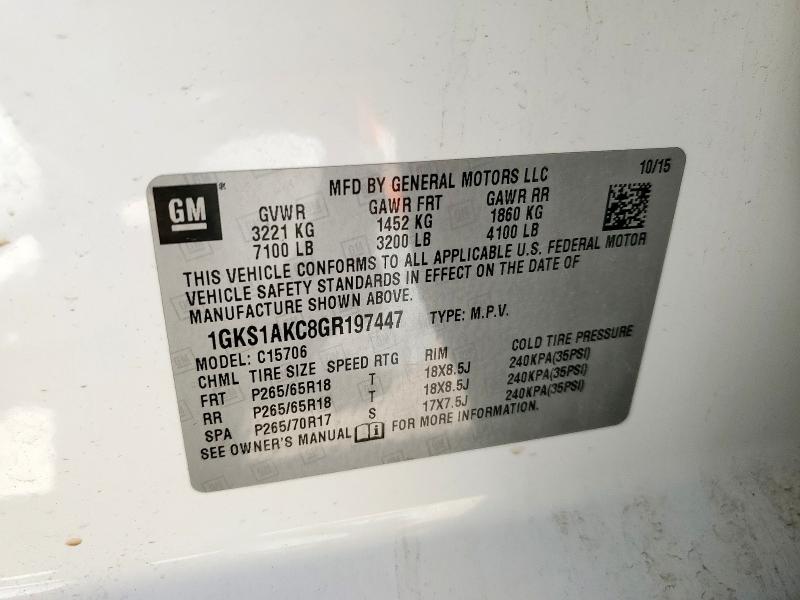 10/15
MFD BY GENERAL MOTORS LLC
GM®
GVWR GAWR FRT GAWR RR
3221 KG 1452 KG 1860 KG
7100 LB 3200 LB 4100 LB
THIS VEHICLE CONFORMS TO ALL APPLICABLE U.S. FEDERAL MOTOR
VEHICLE SAFETY STANDARDS IN EFFECT ON THE DATE OF
MANUFACTURE SHOWN ABOVE.
1GKS1AKC8GR197447 TYPE: M.P.V.
MODEL: C15706
CHML TIRE SIZE SPEED RTG RIM COLD TIRE PRESSURE
FRT P265/65R18 T 18X8.5J 240KPA(35PSI)
RR P265/65R18 T 18X8.5J 240KPA(35PSI)
SPA P265/70R17 S 17X7.5J 240KPA(35PSI)
SEE OWNER'S MANUAL FOR MORE INFORMATION.